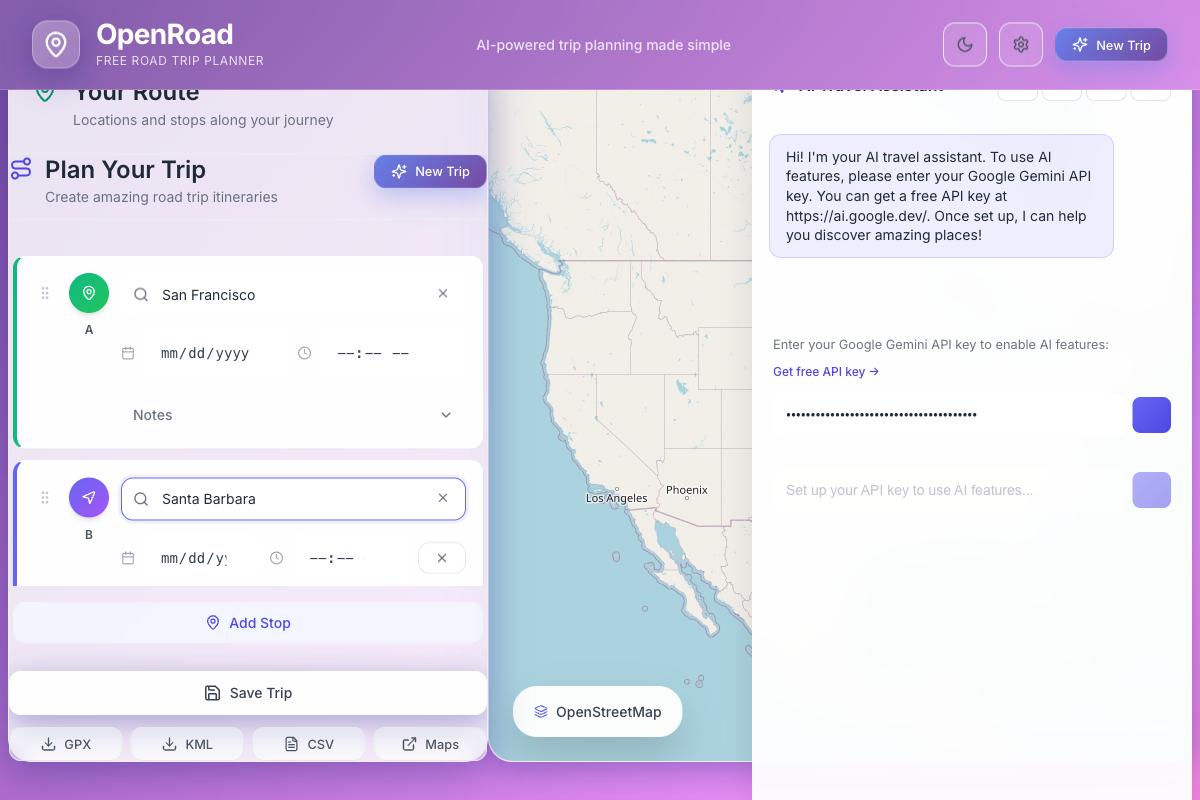 OpenRoad
FREE ROAD TRIP PLANNER
AI-powered trip planning made simple
New Trip
Your Route
Locations and stops along your journey
Plan Your Trip
Create amazing road trip itineraries
New Trip
San Francisco
A
mm/dd/yyyy
--:-- --
Notes
Santa Barbara
B
mm/dd/yy
--:--
Add Stop
Save Trip
GPX
KML
CSV
Maps
Los Angeles
Phoenix
OpenStreetMap
AI Travel Assistant
Hi! I'm your AI travel assistant. To use AI
features, please enter your Google Gemini API
key. You can get a free API key at
https://ai.google.dev/. Once set up, I can help
you discover amazing places!
Enter your Google Gemini API key to enable AI features:
Get free API key →
•••••••••••••••••••••••••••••••••••••••
Set up your API key to use AI features...